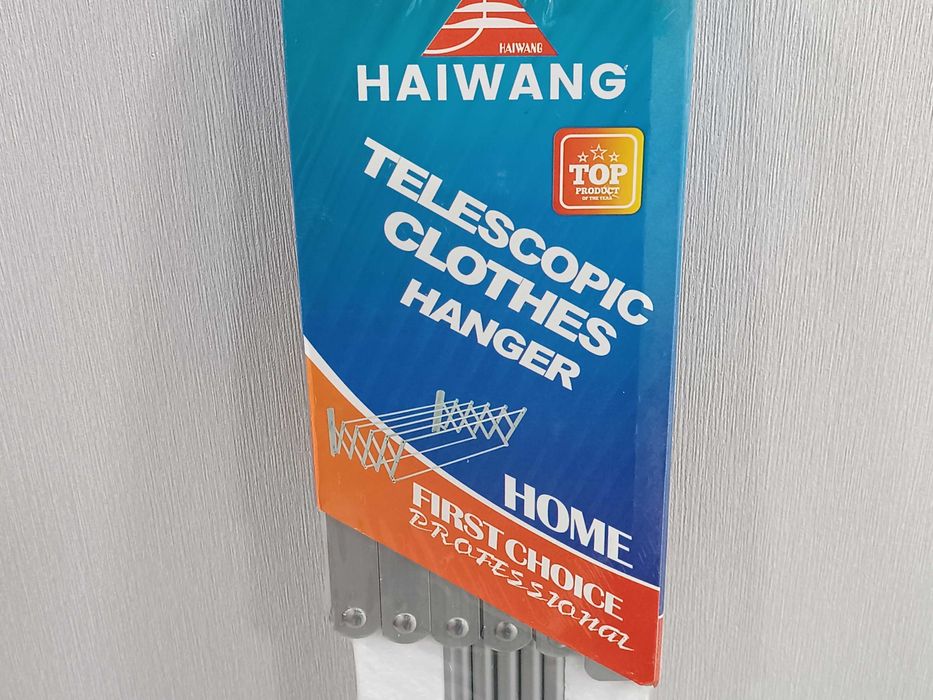 HAIWANG
HAIWANG
TOP
PRODUCT
OF THE YEAR
TELESCOPIC
CLOTHES
HANGER
HOME
FIRST CHOICE
PROFESSIONAL